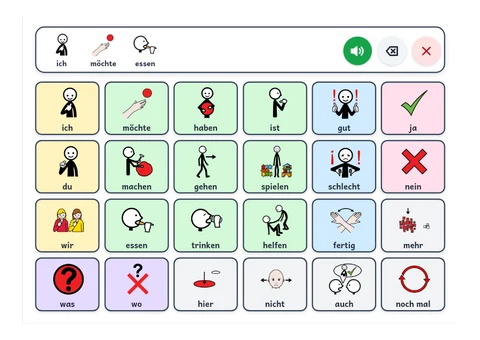 ich möchte essen
ich möchte haben ist gut ja
du machen gehen spielen schlecht nein
wir essen trinken helfen fertig mehr
was wo hier nicht auch noch mal